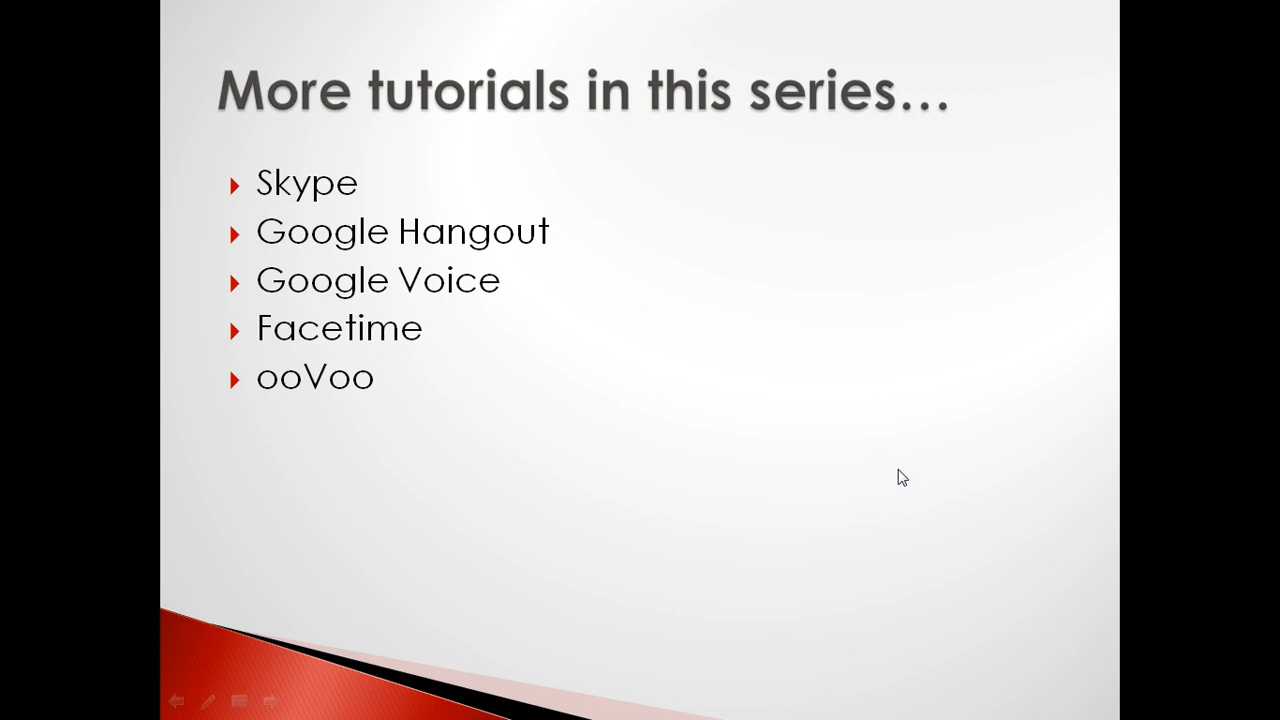 More tutorials in this series...
Skype
Google Hangout
Google Voice
Facetime
ooVoo